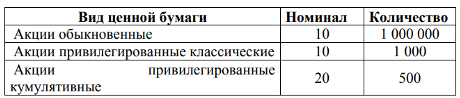 Вид ценной бумаги Номинал Количество
Акции обыкновенные 10 1 000 000
Акции привилегированные классические 10 1 000
Акции привилегированные
кумулятивные 20 500